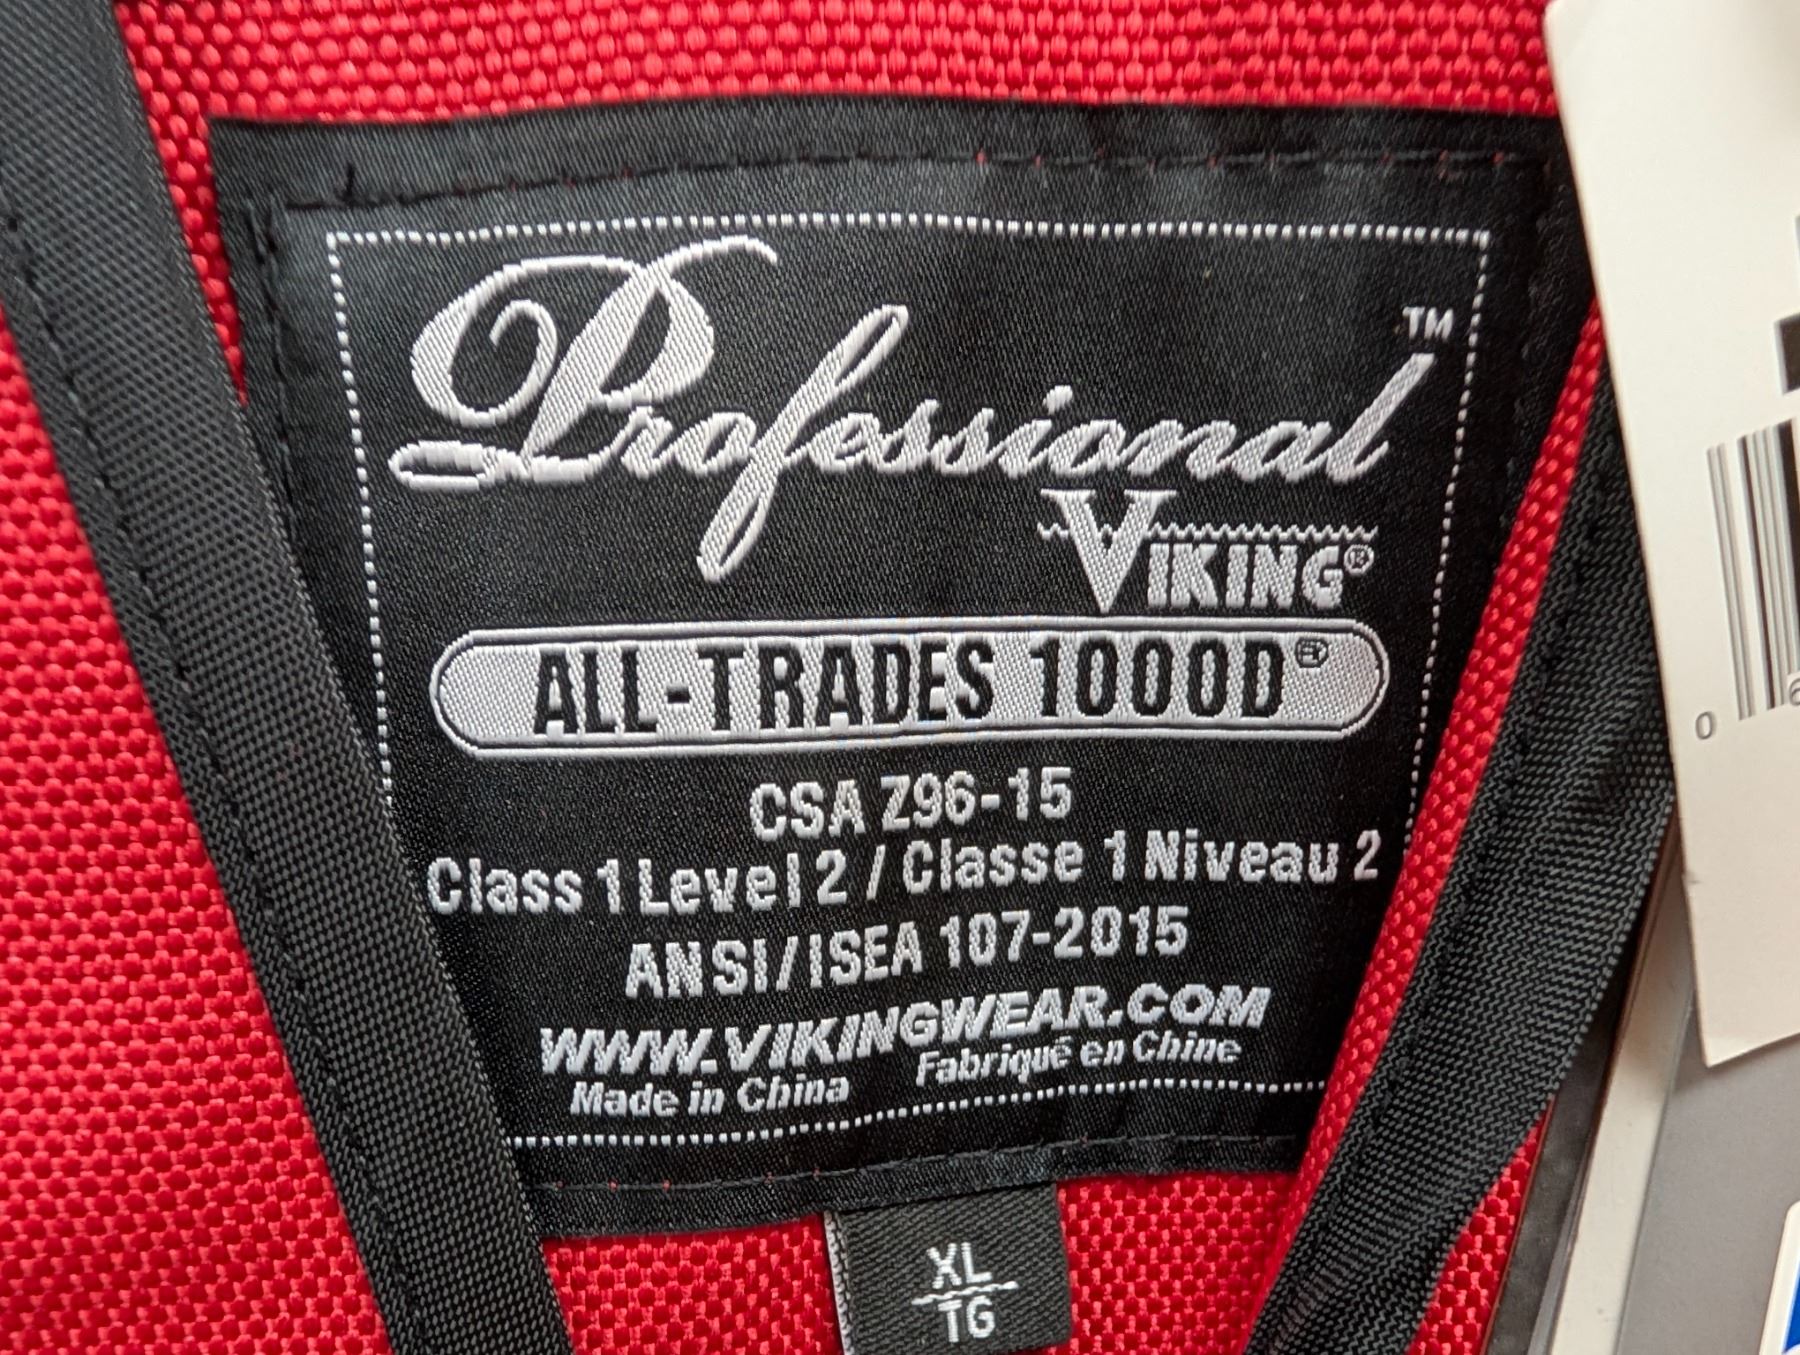 Professional™
VIKING®
ALL-TRADES 1000D®
CSA Z96-15
Class 1 Level 2 / Classe 1 Niveau 2
ANSI/ISEA 107-2015
WWW.VIKINGWEAR.COM
Made in China Fabriqué en Chine
XL
TG
0